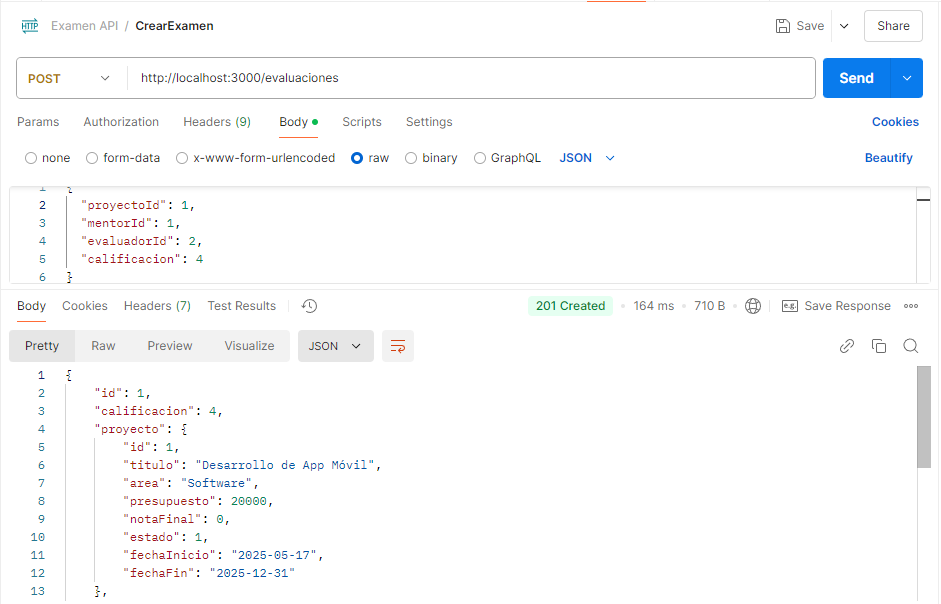 HTTP Examen API / CrearExamen Save Share
POST http://localhost:3000/evaluaciones Send
Params Authorization Headers (9) Body Scripts Settings Cookies
none form-data x-www-form-urlencoded raw binary GraphQL JSON Beautify
1 {
2 "proyectoId": 1,
3 "mentorId": 1,
4 "evaluadorId": 2,
5 "calificacion": 4
6 }
Body Cookies Headers (7) Test Results 201 Created 164 ms 710 B e.g. Save Response
Pretty Raw Preview Visualize JSON
1 {
2 "id": 1,
3 "calificacion": 4,
4 "proyecto": {
5 "id": 1,
6 "titulo": "Desarrollo de App Móvil",
7 "area": "Software",
8 "presupuesto": 20000,
9 "notaFinal": 0,
10 "estado": 1,
11 "fechaInicio": "2025-05-17",
12 "fechaFin": "2025-12-31"
13 },